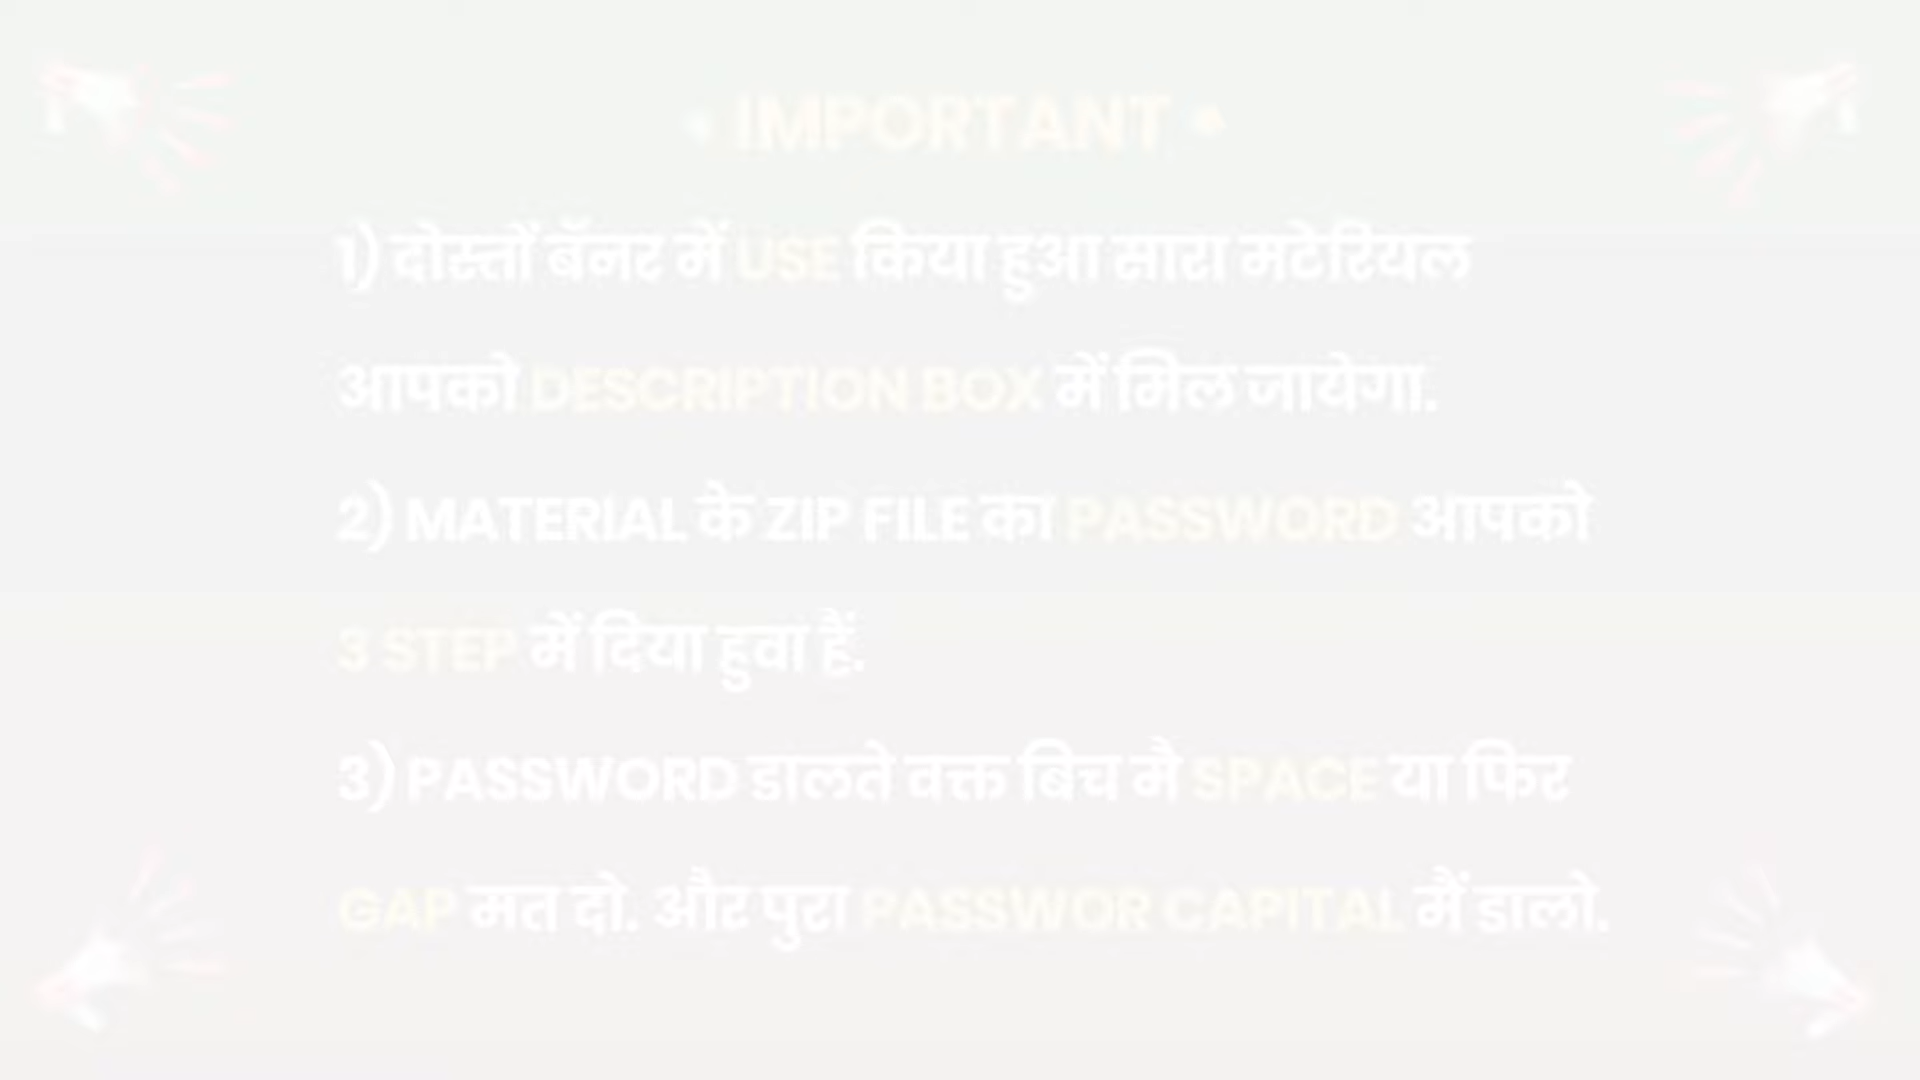 • IMPORTANT •
1) दोस्तों बॅनर में USE किया हुआ सारा मटेरियल
आपको DESCRIPTION BOX में मिल जायेगा.
2) MATERIAL के ZIP FILE का PASSWORD आपको
3 STEP में दिया हुवा हैं.
3) PASSWORD डालते वक्त बिच मै SPACE या फिर
GAP मत दो. और पुरा PASSWOR CAPITAL मैं डालो.